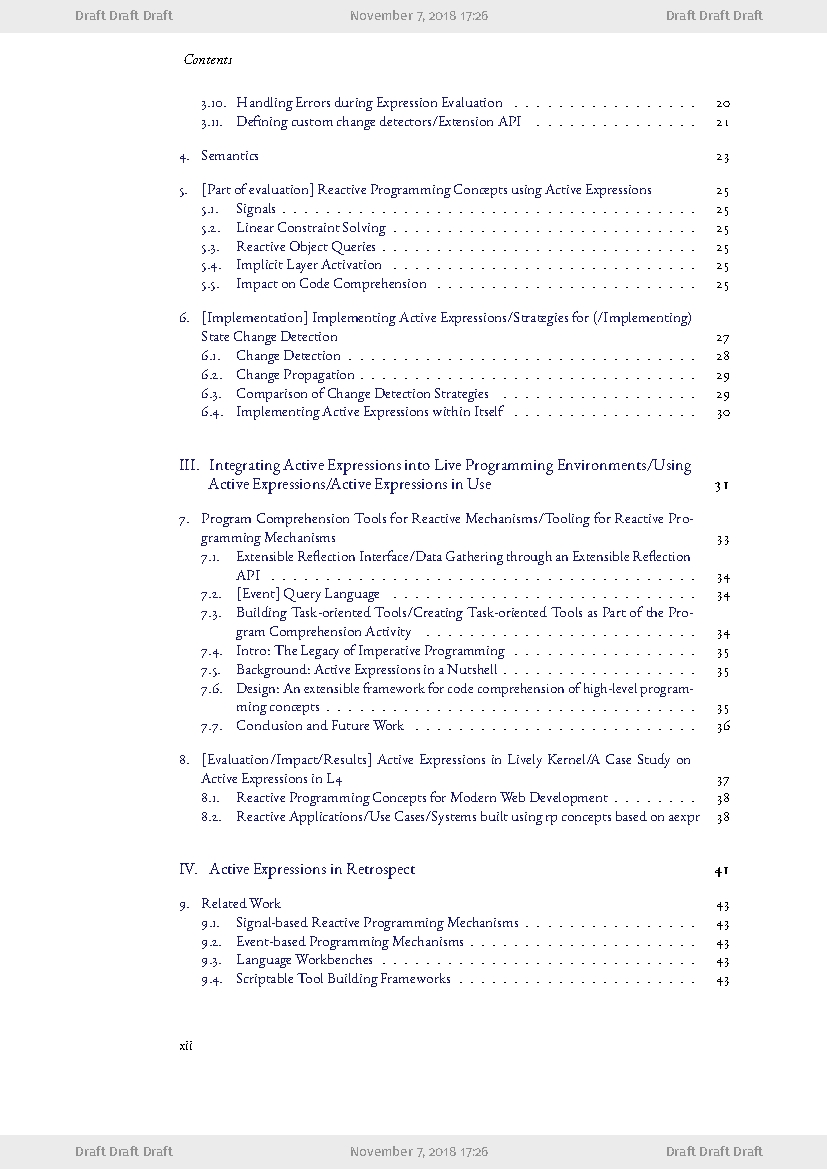 Draft Draft Draft November 7, 2018 17:26 Draft Draft Draft
Contents
3.10. Handling Errors during Expression Evaluation . . . . . . . . . . . . . . . . . 20
3.11. Defining custom change detectors/Extension API . . . . . . . . . . . . . . . 21
4. Semantics 23
5. [Part of evaluation] Reactive Programming Concepts using Active Expressions 25
5.1. Signals . . . . . . . . . . . . . . . . . . . . . . . . . . . . . . . . . . . . . . 25
5.2. Linear Constraint Solving . . . . . . . . . . . . . . . . . . . . . . . . . . . . 25
5.3. Reactive Object Queries . . . . . . . . . . . . . . . . . . . . . . . . . . . . . 25
5.4. Implicit Layer Activation . . . . . . . . . . . . . . . . . . . . . . . . . . . . 25
5.5. Impact on Code Comprehension . . . . . . . . . . . . . . . . . . . . . . . . 25
6. [Implementation] Implementing Active Expressions/Strategies for (/Implementing)
State Change Detection 27
6.1. Change Detection . . . . . . . . . . . . . . . . . . . . . . . . . . . . . . . . 28
6.2. Change Propagation . . . . . . . . . . . . . . . . . . . . . . . . . . . . . . . 29
6.3. Comparison of Change Detection Strategies . . . . . . . . . . . . . . . . . . 29
6.4. Implementing Active Expressions within Itself . . . . . . . . . . . . . . . . . 30
III. Integrating Active Expressions into Live Programming Environments/Using
Active Expressions/Active Expressions in Use 31
7. Program Comprehension Tools for Reactive Mechanisms/Tooling for Reactive Pro-
gramming Mechanisms 33
7.1. Extensible Reflection Interface/Data Gathering through an Extensible Reflection
API . . . . . . . . . . . . . . . . . . . . . . . . . . . . . . . . . . . . . . . 34
7.2. [Event] Query Language . . . . . . . . . . . . . . . . . . . . . . . . . . . . 34
7.3. Building Task-oriented Tools/Creating Task-oriented Tools as Part of the Pro-
gram Comprehension Activity . . . . . . . . . . . . . . . . . . . . . . . . . 34
7.4. Intro: The Legacy of Imperative Programming . . . . . . . . . . . . . . . . . 35
7.5. Background: Active Expressions in a Nutshell . . . . . . . . . . . . . . . . . . 35
7.6. Design: An extensible framework for code comprehension of high-level program-
ming concepts . . . . . . . . . . . . . . . . . . . . . . . . . . . . . . . . . . 35
7.7. Conclusion and Future Work . . . . . . . . . . . . . . . . . . . . . . . . . . 36
8. [Evaluation/Impact/Results] Active Expressions in Lively Kernel/A Case Study on
Active Expressions in L4 37
8.1. Reactive Programming Concepts for Modern Web Development . . . . . . . . 38
8.2. Reactive Applications/Use Cases/Systems built using rp concepts based on aexpr 38
IV. Active Expressions in Retrospect 41
9. Related Work 43
9.1. Signal-based Reactive Programming Mechanisms . . . . . . . . . . . . . . . . 43
9.2. Event-based Programming Mechanisms . . . . . . . . . . . . . . . . . . . . . 43
9.3. Language Workbenches . . . . . . . . . . . . . . . . . . . . . . . . . . . . . 43
9.4. Scriptable Tool Building Frameworks . . . . . . . . . . . . . . . . . . . . . . 43
xii
Draft Draft Draft November 7, 2018 17:26 Draft Draft Draft